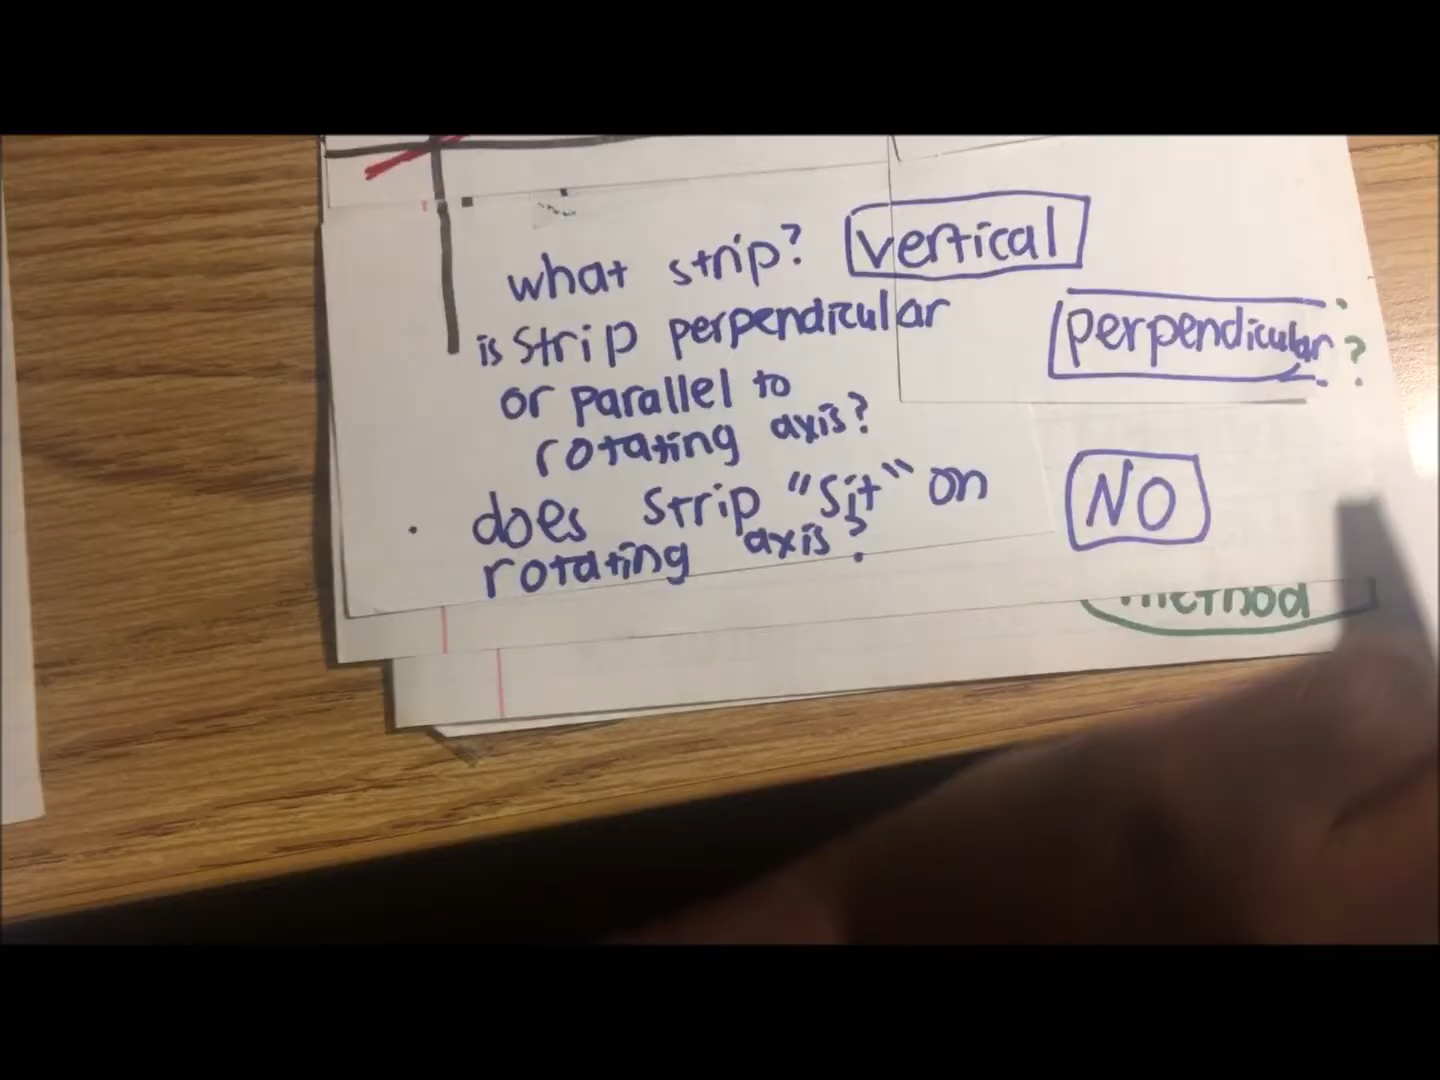 what strip? vertical
is strip perpendicular
or parallel to
rotating axis?
perpendicular ?
does strip "sit" on
rotating axis?
NO
method